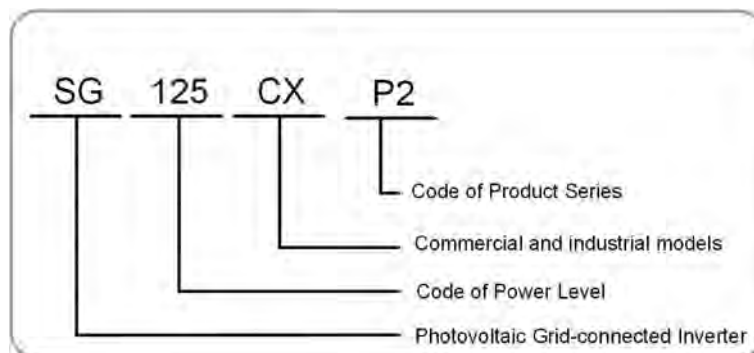 SG 125 CX P2
Code of Product Series
Commercial and industrial models
Code of Power Level
Photovoltaic Grid-connected Inverter